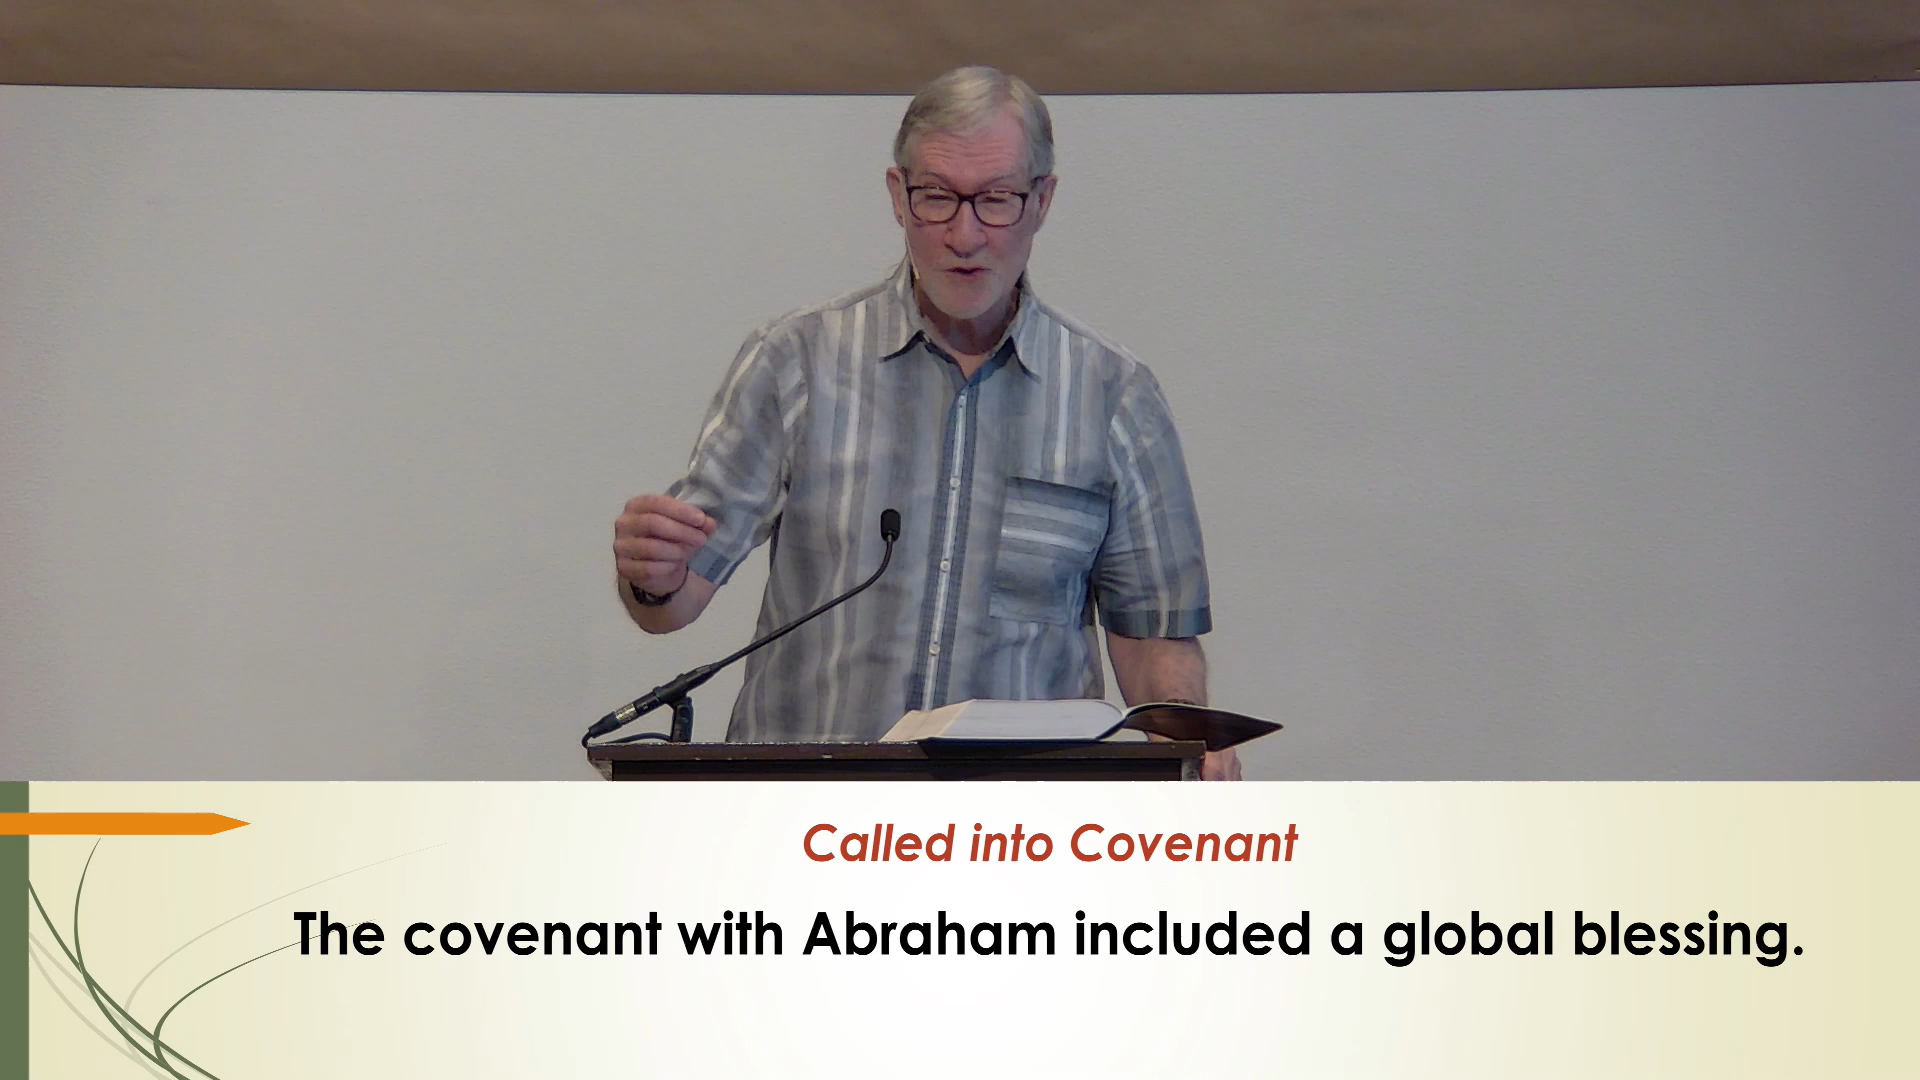 Called into Covenant
The covenant with Abraham included a global blessing.